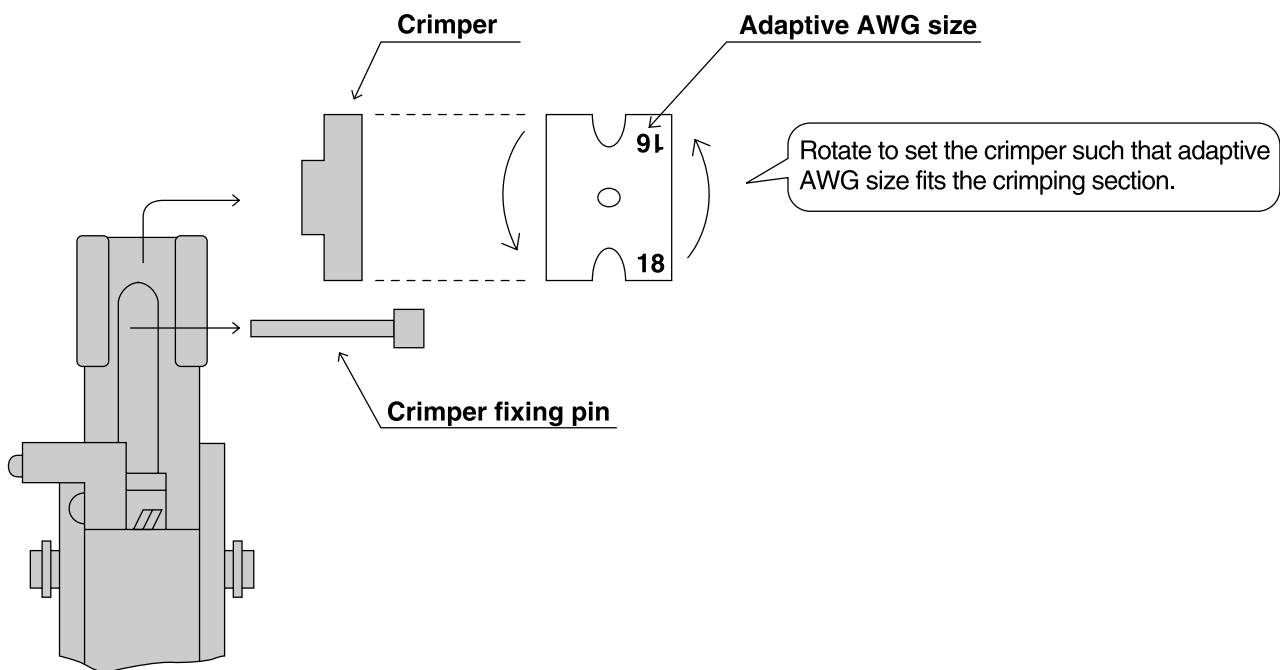 Crimper
Adaptive AWG size
16
Rotate to set the crimper such that adaptive
AWG size fits the crimping section.
18
Crimper fixing pin